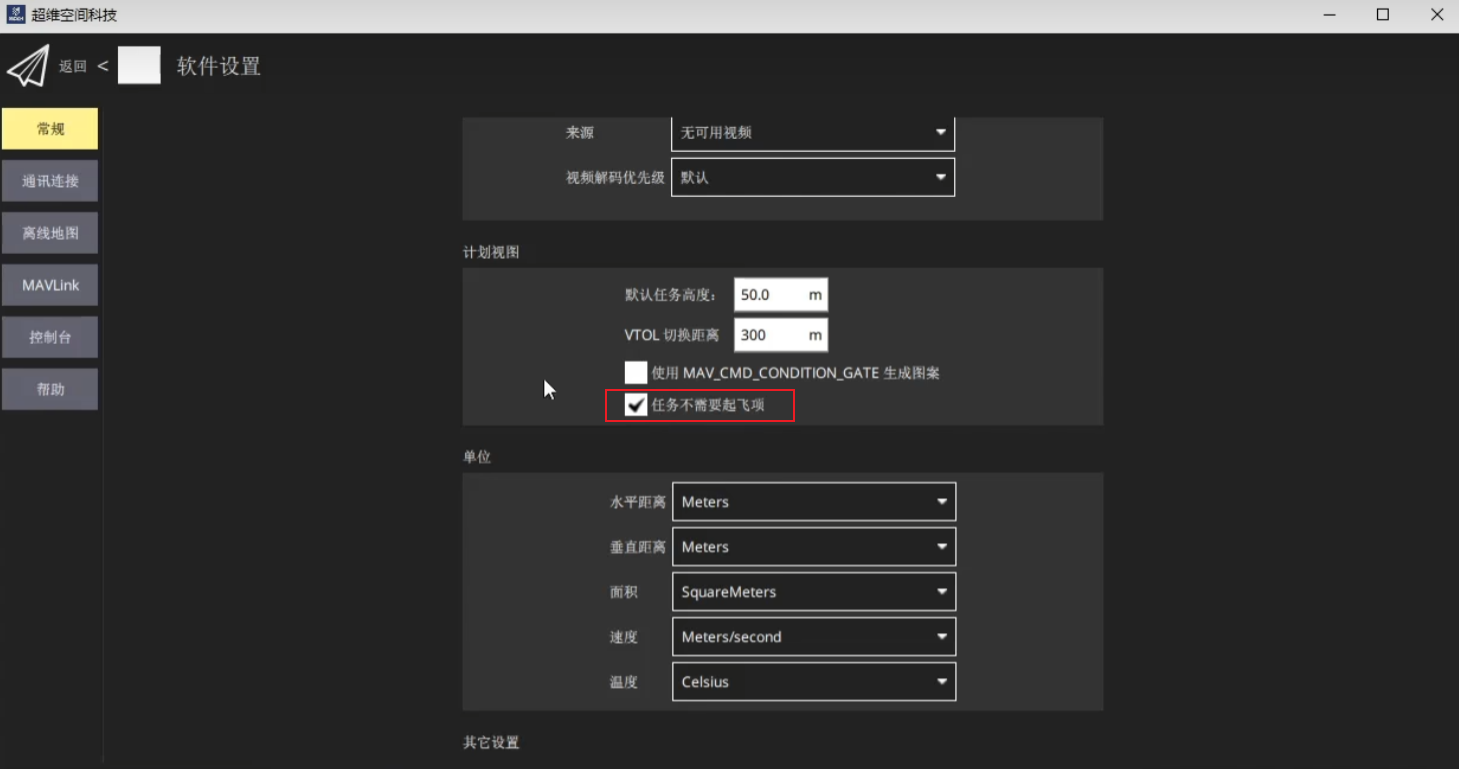 超维空间科技
返回 < 软件设置
常规
通讯连接
离线地图
MAVLink
控制台
帮助
来源 无可用视频
视频解码优先级 默认
计划视图
默认任务高度： 50.0 m
VTOL 切换距离 300 m
使用 MAV_CMD_CONDITION_GATE 生成图案
任务不需要起飞项
单位
水平距离 Meters
垂直距离 Meters
面积 SquareMeters
速度 Meters/second
温度 Celsius
其它设置